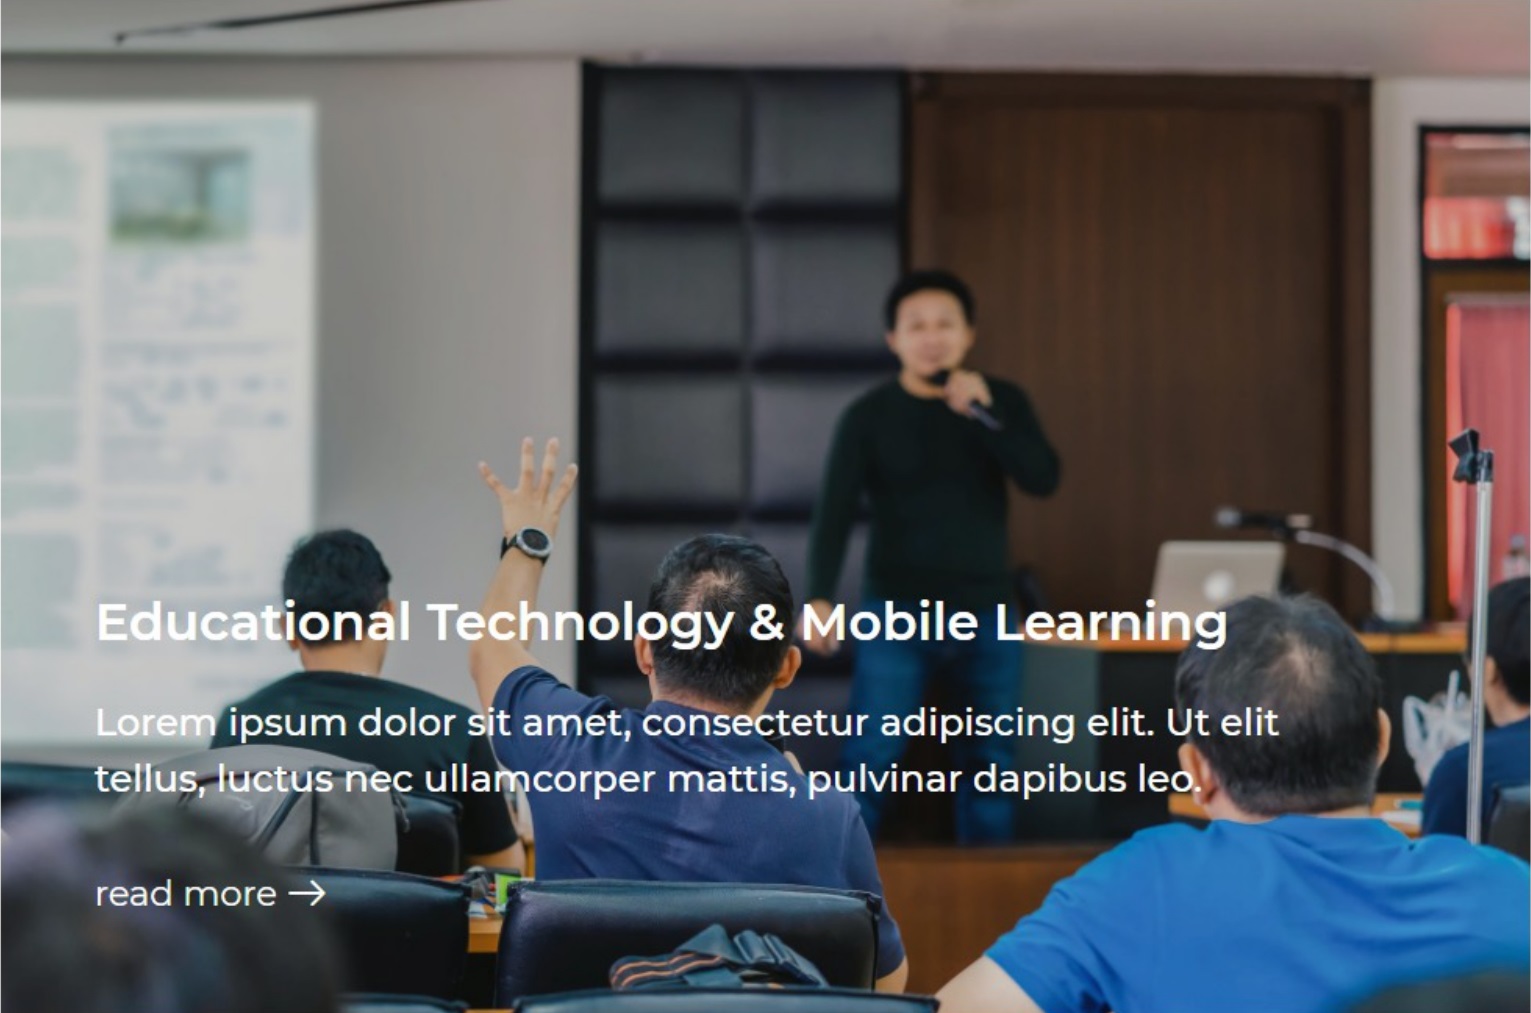 Educational Technology & Mobile Learning
Lorem ipsum dolor sit amet, consectetur adipiscing elit. Ut elit
tellus, luctus nec ullamcorper mattis, pulvinar dapibus leo.
read more →